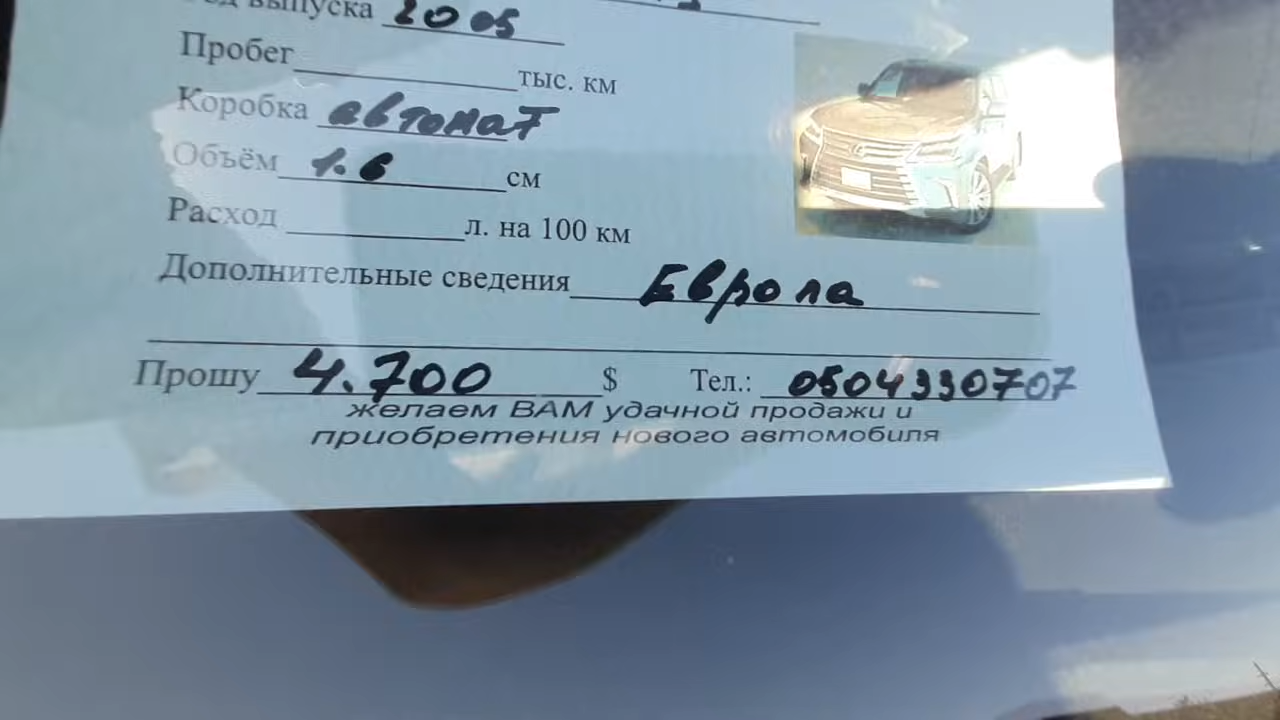 выпуска 2005
Пробег тыс. км
Коробка автомат
Объём 1.6 см
Расход л. на 100 км
Дополнительные сведения Европа
Прошу 4.700 $ Тел.: 0504990707
желаем ВАМ удачной продажи и
приобретения нового автомобиля